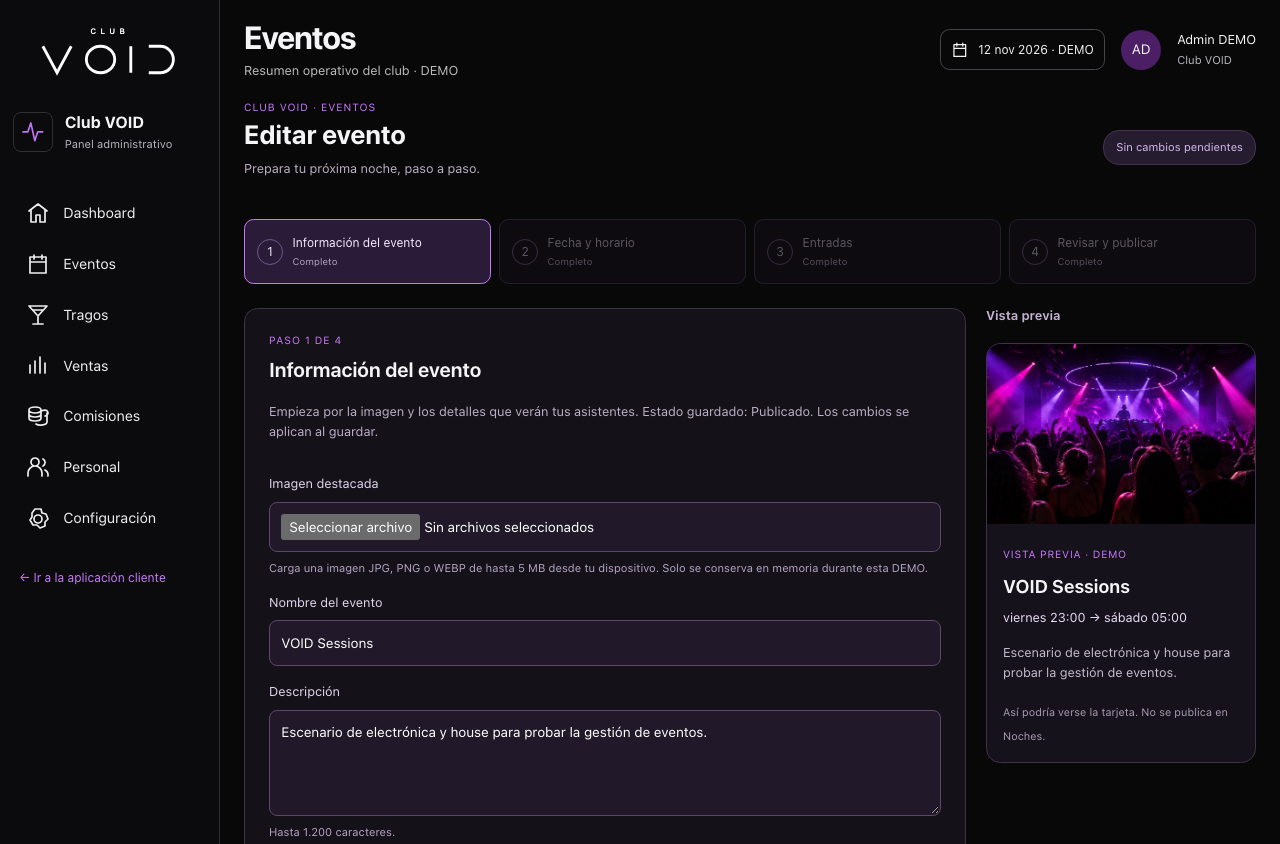 CLUB
VOID
Club VOID
Panel administrativo
Dashboard
Eventos
Tragos
Ventas
Comisiones
Personal
Configuración
← Ir a la aplicación cliente
Eventos
Resumen operativo del club · DEMO
12 nov 2026 · DEMO
AD
Admin DEMO
Club VOID
CLUB VOID · EVENTOS
Editar evento
Prepara tu próxima noche, paso a paso.
Sin cambios pendientes
1
Información del evento
Completo
2
Fecha y horario
Completo
3
Entradas
Completo
4
Revisar y publicar
Completo
PASO 1 DE 4
Información del evento
Empieza por la imagen y los detalles que verán tus asistentes. Estado guardado: Publicado. Los cambios se
aplican al guardar.
Imagen destacada
Seleccionar archivo Sin archivos seleccionados
Carga una imagen JPG, PNG o WEBP de hasta 5 MB desde tu dispositivo. Solo se conserva en memoria durante esta DEMO.
Nombre del evento
VOID Sessions
Descripción
Escenario de electrónica y house para probar la gestión de eventos.
Hasta 1.200 caracteres.
Vista previa
VISTA PREVIA · DEMO
VOID Sessions
viernes 23:00 → sábado 05:00
Escenario de electrónica y house para
probar la gestión de eventos.
Así podría verse la tarjeta. No se publica en
Noches.